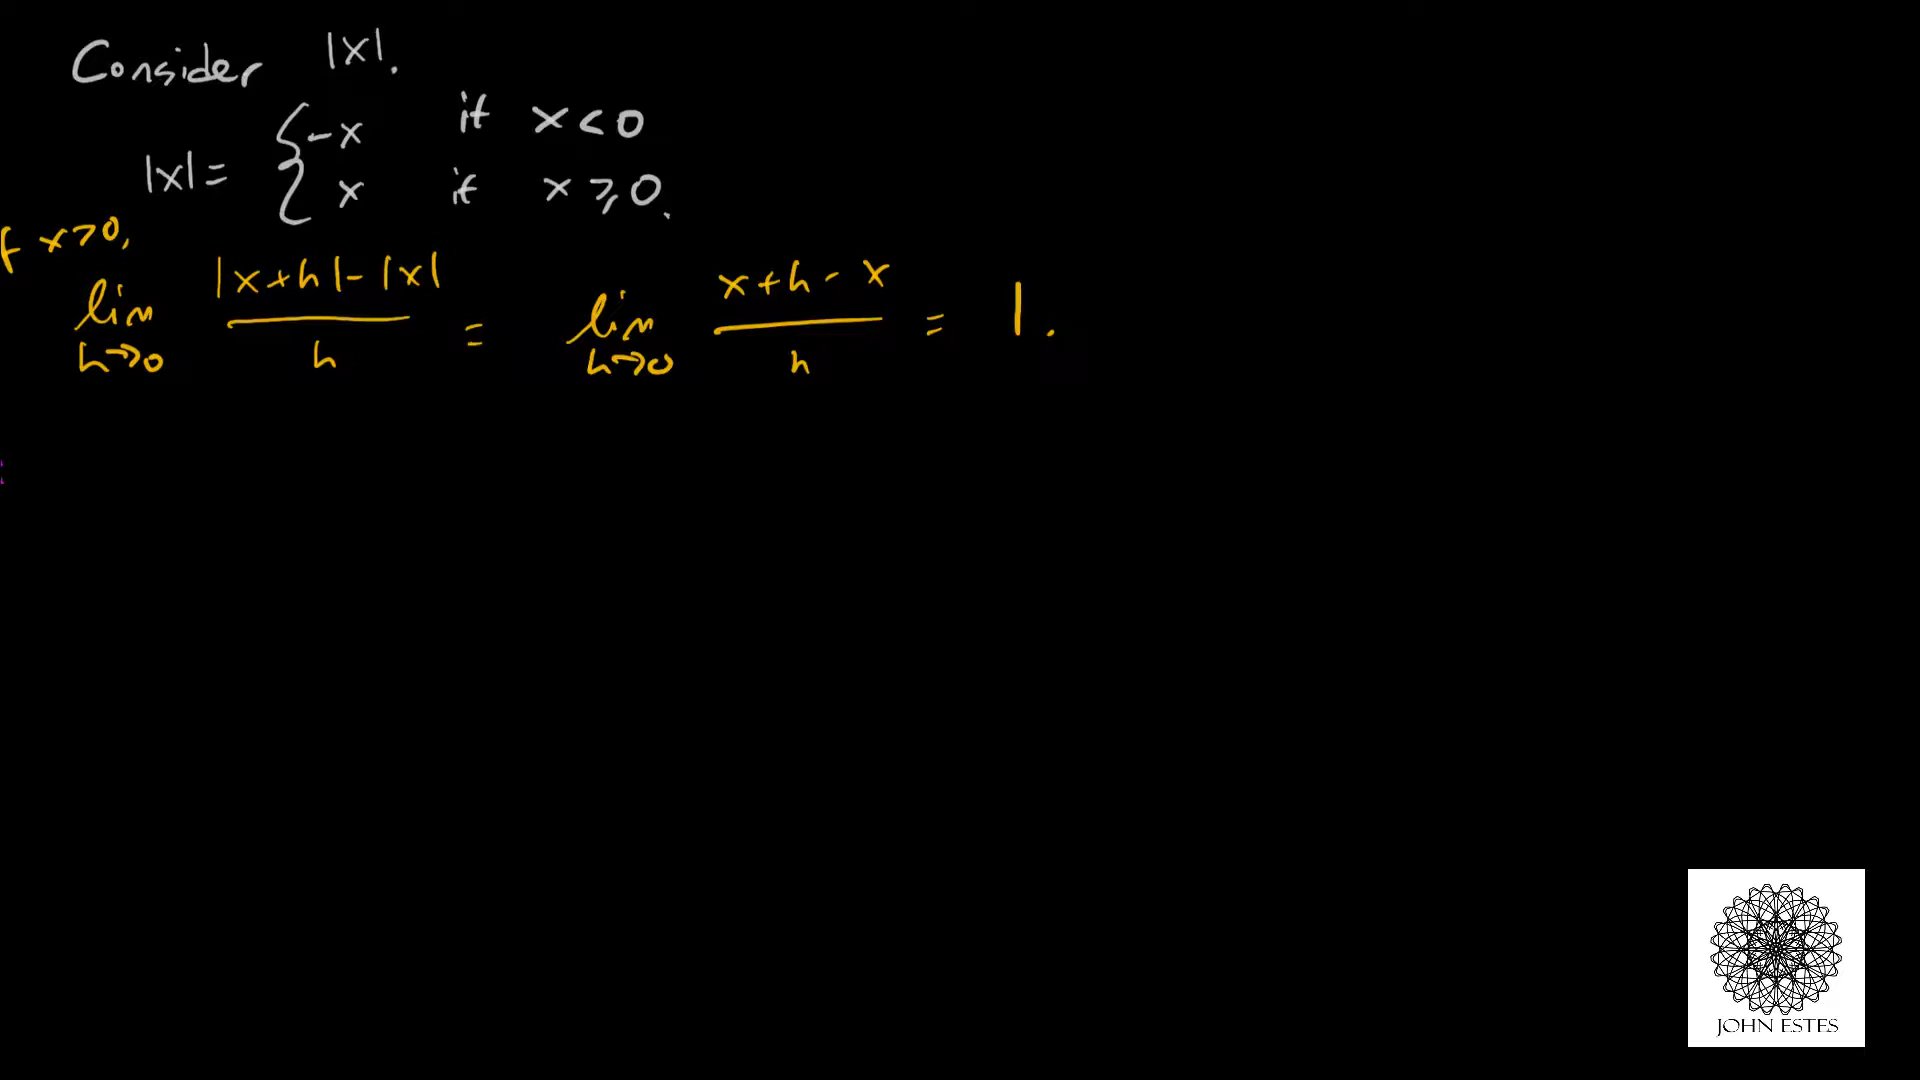 Consider |x|.
|x| = { -x if x < 0
x if x ≥ 0.
f x > 0,
lim h→0 |x+h| - |x| / h = lim h→0 x+h-x / h = 1.
JOHN ESTES